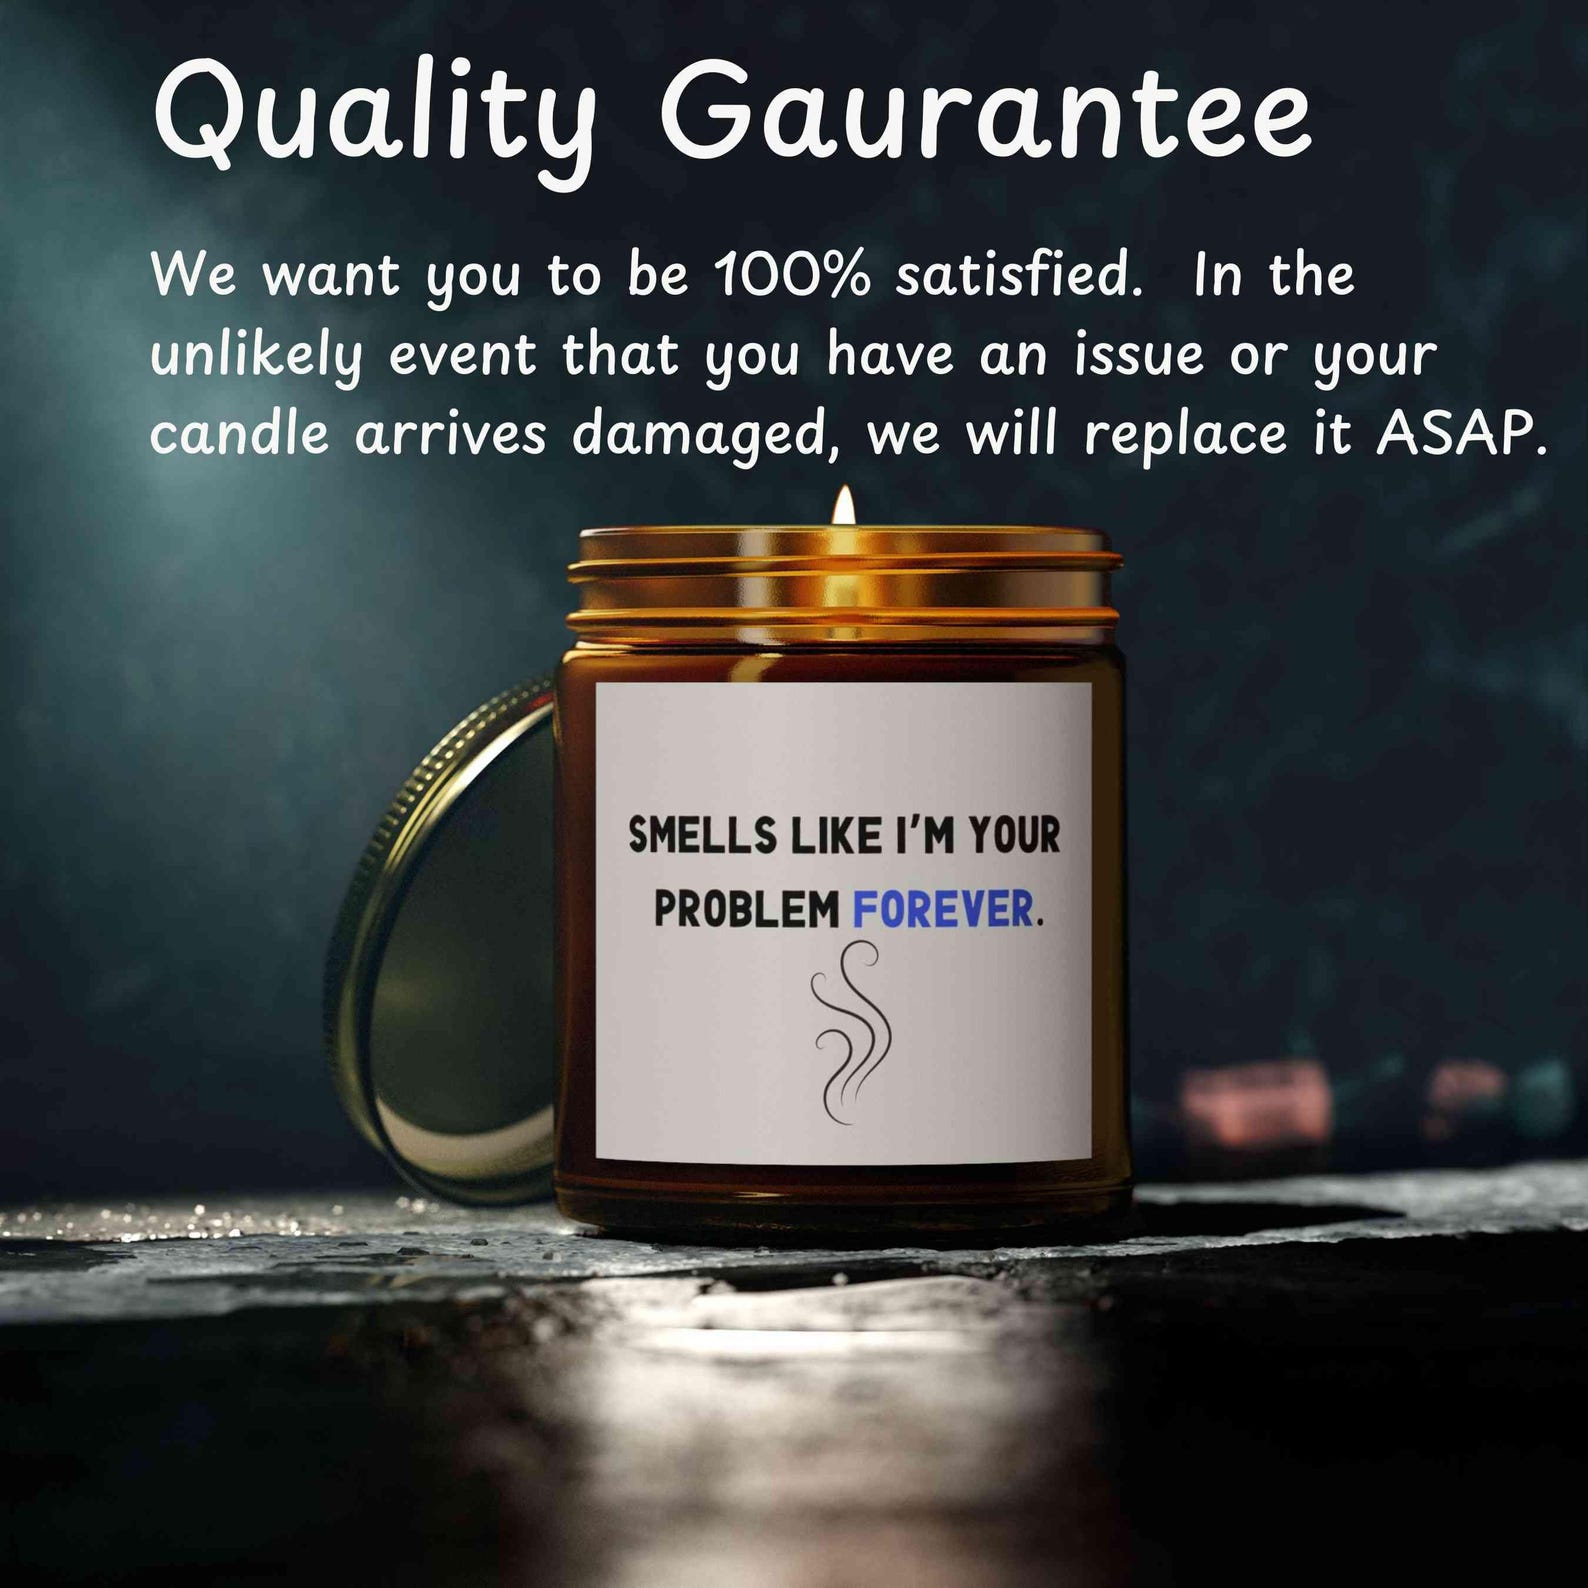 Quality Gaurantee
We want you to be 100% satisfied. In the
unlikely event that you have an issue or your
candle arrives damaged, we will replace it ASAP.
SMELLS LIKE I'M YOUR
PROBLEM FOREVER.